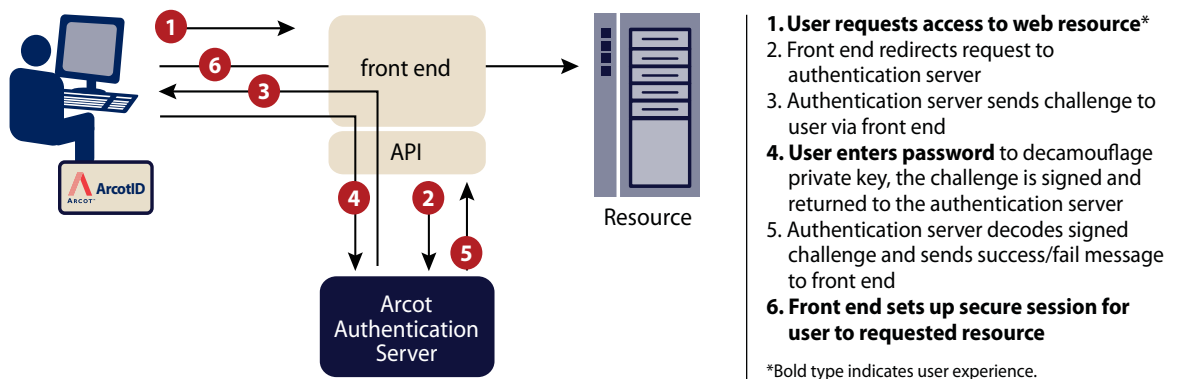 1
6
front end
3
API
ArcotID
ARCOT™
4
2
5
Resource
Arcot
Authentication
Server
1. User requests access to web resource*
2. Front end redirects request to
authentication server
3. Authentication server sends challenge to
user via front end
4. User enters password to decamouflage
private key, the challenge is signed and
returned to the authentication server
5. Authentication server decodes signed
challenge and sends success/fail message
to front end
6. Front end sets up secure session for
user to requested resource
*Bold type indicates user experience.